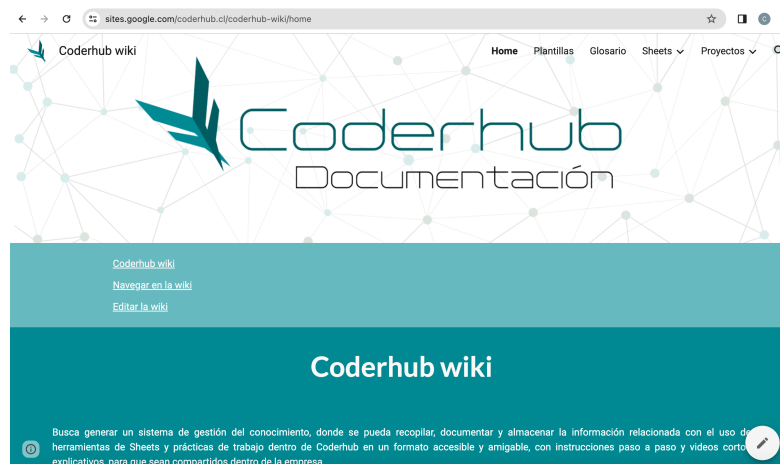 sites.google.com/coderhub.cl/coderhub-wiki/home
C
Coderhub wiki
Home Plantillas Glosario Sheets Proyectos
Coderhub
Documentación
Coderhub wiki
Navegar en la wiki
Editar la wiki
Coderhub wiki
Busca generar un sistema de gestión del conocimiento, donde se pueda recopilar, documentar y almacenar la información relacionada con el uso de
herramientas de Sheets y prácticas de trabajo dentro de Coderhub en un formato accesible y amigable, con instrucciones paso a paso y videos corto
explicativos, para que sean compartidos dentro de la empresa